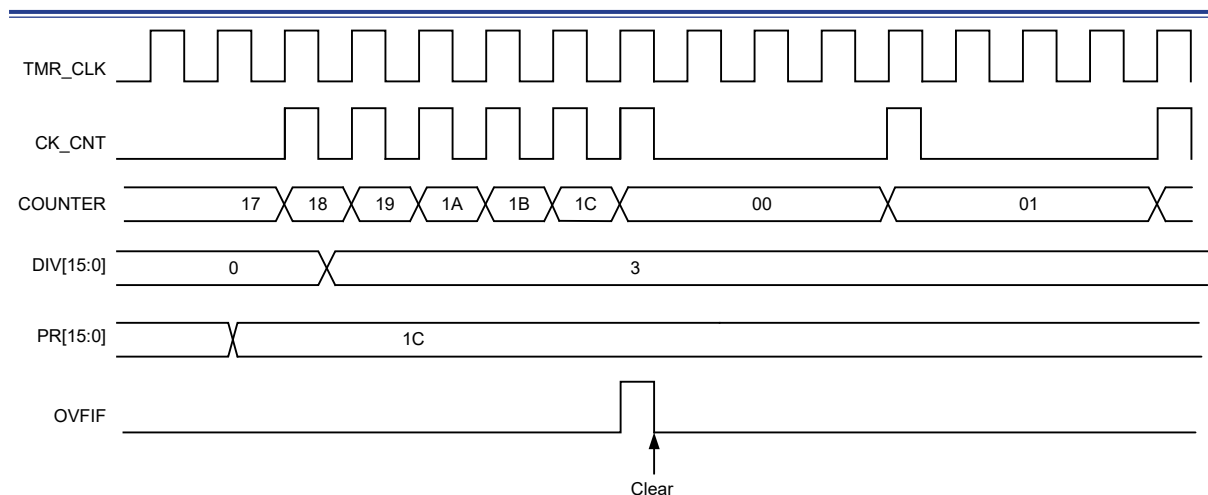 TMR_CLK
CK_CNT
COUNTER 17 18 19 1A 1B 1C 00 01
DIV[15:0] 0 3
PR[15:0] 1C
OVFIF
Clear